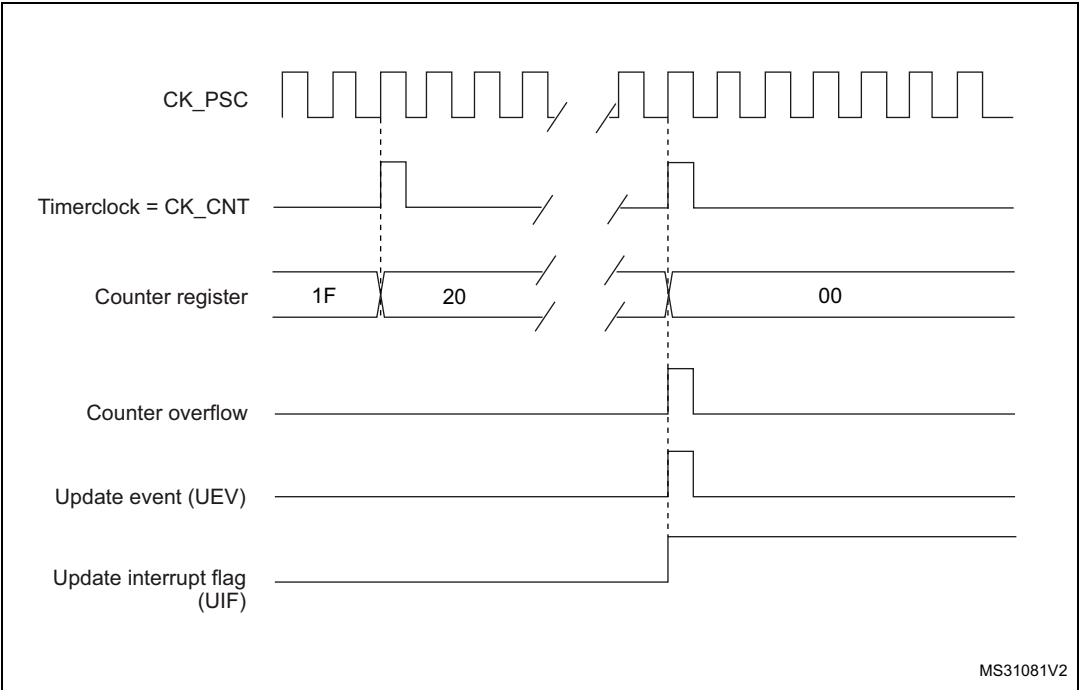 CK_PSC
Timerclock = CK_CNT
Counter register
1F
20
00
Counter overflow
Update event (UEV)
Update interrupt flag
(UIF)
MS31081V2